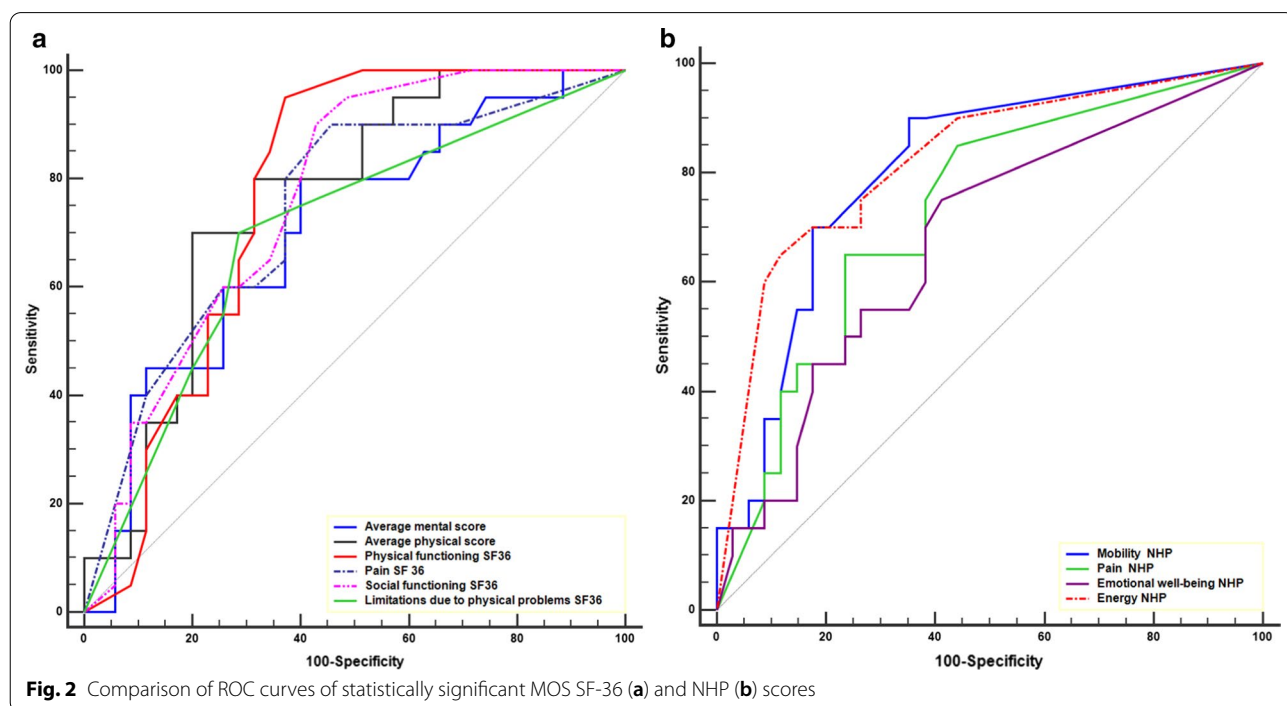 a
100
80
60
40
20
0
Sensitivity
0 20 40 60 80 100
100-Specificity
Average mental score
Average physical score
Physical functioning SF36
Pain SF 36
Social functioning SF36
Limitations due to physical problems SF36
b
100
80
60
40
20
0
Sensitivity
0 20 40 60 80 100
100-Specificity
Mobility NHP
Pain NHP
Emotional well-being NHP
Energy NHP
Fig. 2 Comparison of ROC curves of statistically significant MOS SF-36 (a) and NHP (b) scores